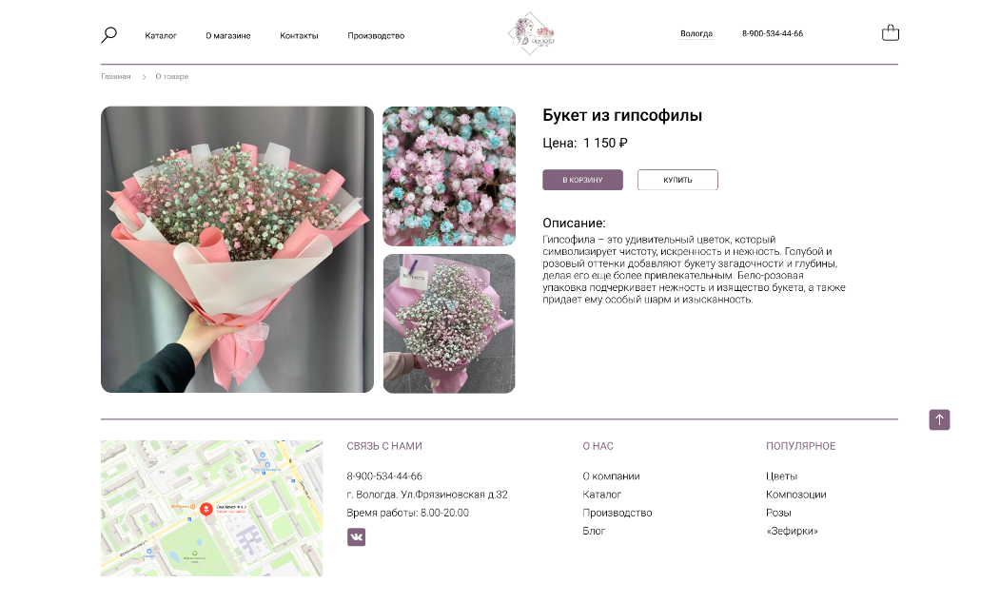 Каталог
О магазине
Контакты
Производство
ОНА ХОЧЕТ
Вологда
8-900-534-44-66
Главная
О товаре
Букет из гипсофилы
Цена: 1 150 ₽
В КОРЗИНУ
КУПИТЬ
Описание:
Гипсофила – это удивительный цветок, который
символизирует чистоту, искренность и нежность. Голубой и
розовый оттенки добавляют букету загадочности и глубины,
делая его еще более привлекательным. Бело-розовая
упаковка подчеркивает нежность и изящество букета, а также
придает ему особый шарм и изысканность.
СВЯЗЬ С НАМИ
8-900-534-44-66
г. Вологда. Ул.Фрязиновская д.32
Время работы: 8.00-20.00
О НАС
О компании
Каталог
Производство
Блог
ПОПУЛЯРНОЕ
Цветы
Композоции
Розы
«Зефирки»